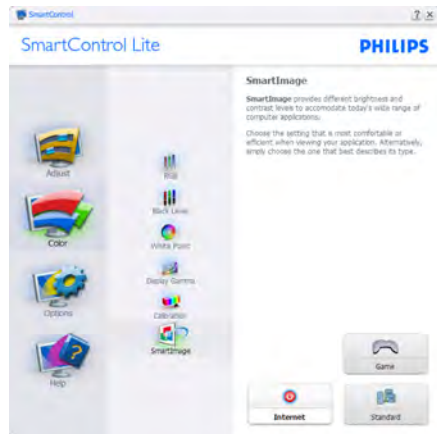 SmartControl
SmartControl Lite
PHILIPS
Adjust
Color
Options
Help
RGB
Black Level
White Point
Display Gamma
Calibration
SmartImage
SmartImage
SmartImage provides different brightness and
contrast levels to accomodate today's wide range of
computer applications.
Choose the setting that is most comfortable or
efficient when viewing your application. Alternatively,
simply choose the one that best describes its type.
Game
Internet
Standard